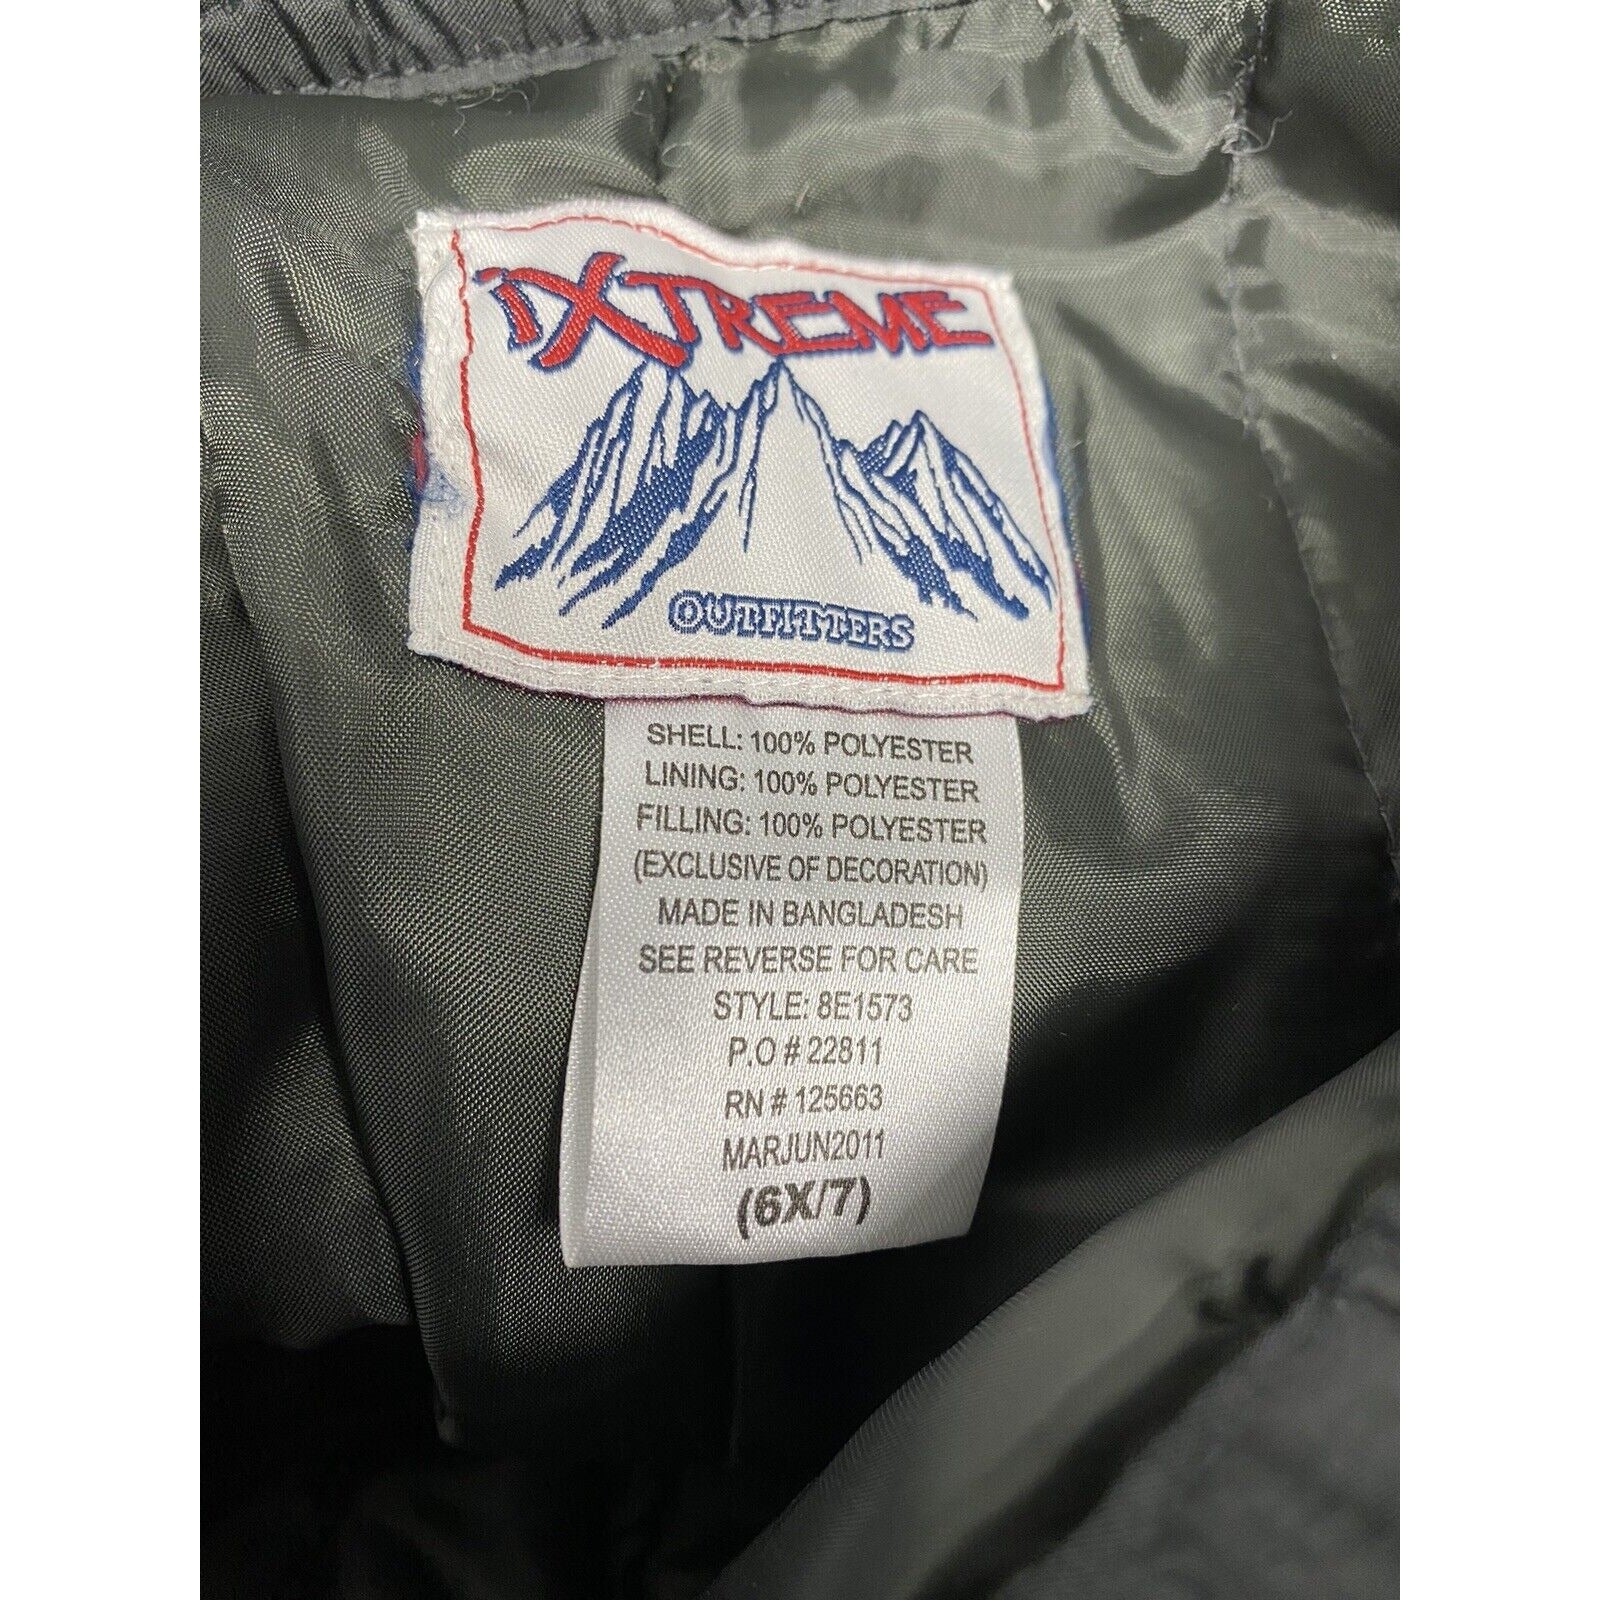 iXTREME
OUTFITTERS
SHELL: 100% POLYESTER
LINING: 100% POLYESTER
FILLING: 100% POLYESTER
(EXCLUSIVE OF DECORATION)
MADE IN BANGLADESH
SEE REVERSE FOR CARE
STYLE: 8E1573
P.O # 22811
RN # 125663
MARJUN2011
(6X/7)